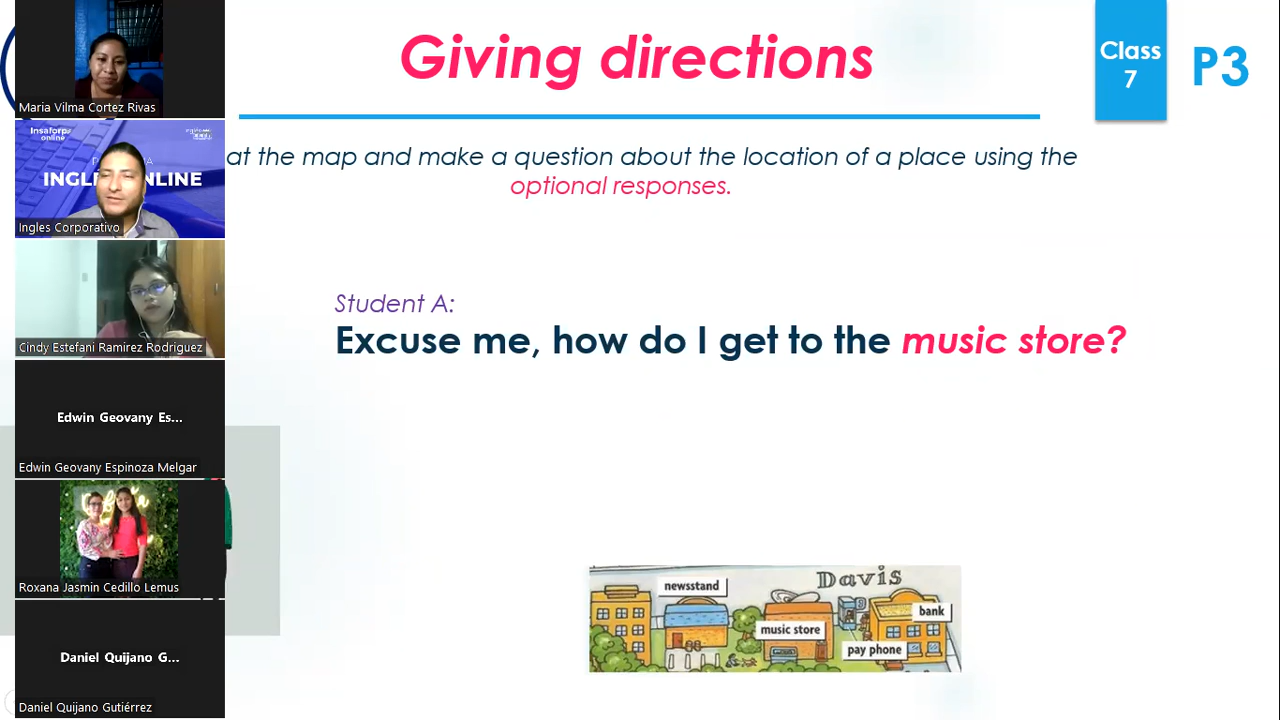 Giving directions
Class
7
P3
at the map and make a question about the location of a place using the
optional responses.
Student A:
Excuse me, how do I get to the music store?
newsstand
Davis
music store
bank
pay phone
Maria Vilma Cortez Rivas
Insaforp
online
INGL NLINE
Ingles Corporativo
Cindy Estefani Ramirez Rodriguez
Edwin Geovany Es...
Edwin Geovany Espinoza Melgar
Roxana Jasmin Cedillo Lemus
Daniel Quijano G...
Daniel Quijano Gutiérrez